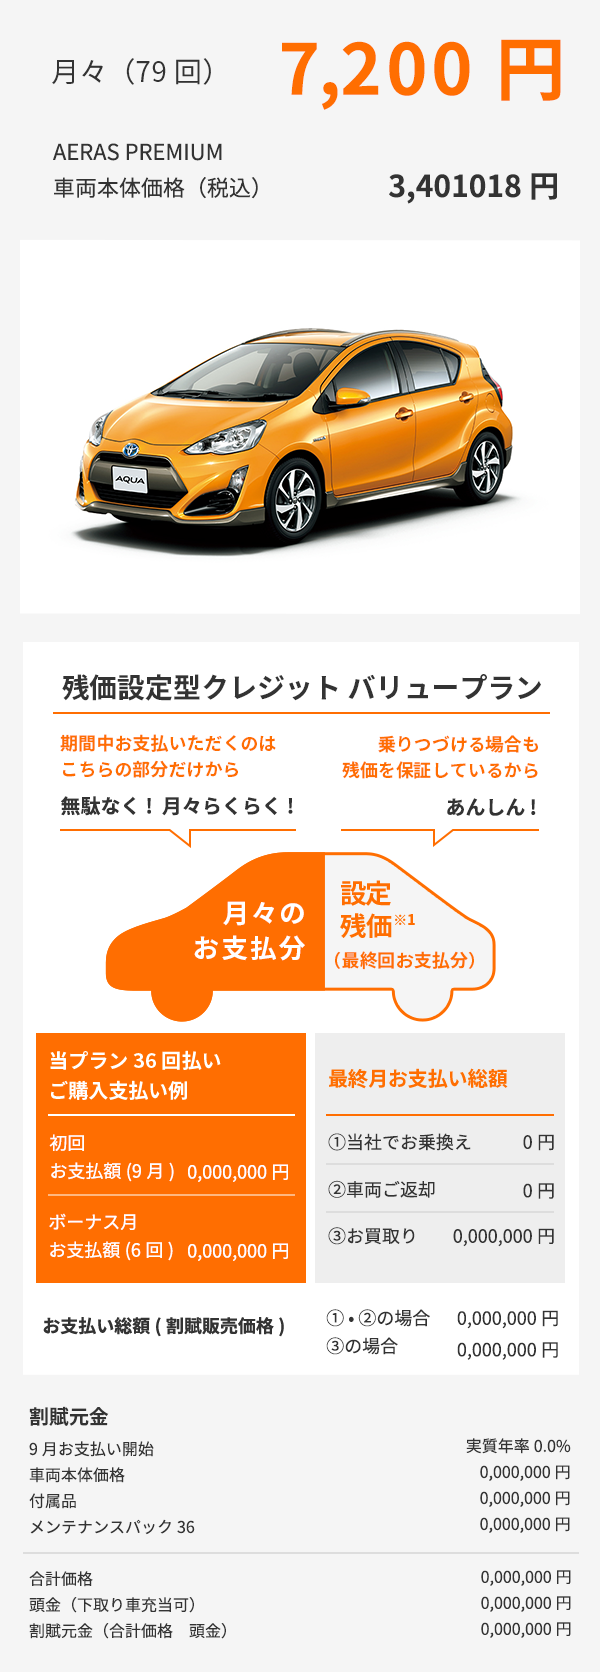 月々（79 回） 7,200 円
AERAS PREMIUM
車両本体価格（税込） 3,401018 円
AQUA
残価設定型クレジット バリュープラン
期間中お支払いただくのは
こちらの部分だけから
無駄なく！月々らくらく！
乗りつづける場合も
残価を保証しているから
あんしん！
月々の
お支払分
設定
残価※1
（最終回お支払分）
当プラン 36 回払い
ご購入支払い例
初回
お支払額 (9 月 ) 0,000,000 円
ボーナス月
お支払額 (6 回 ) 0,000,000 円
最終月お支払い総額
①当社でお乗換え 0 円
②車両ご返却 0 円
③お買取り 0,000,000 円
お支払い総額 ( 割賦販売価格 )
①・②の場合 0,000,000 円
③の場合 0,000,000 円
割賦元金
9 月お支払い開始 実質年率 0.0%
車両本体価格 0,000,000 円
付属品 0,000,000 円
メンテナンスパック 36 0,000,000 円
合計価格 0,000,000 円
頭金（下取り車充当可） 0,000,000 円
割賦元金（合計価格　頭金） 0,000,000 円